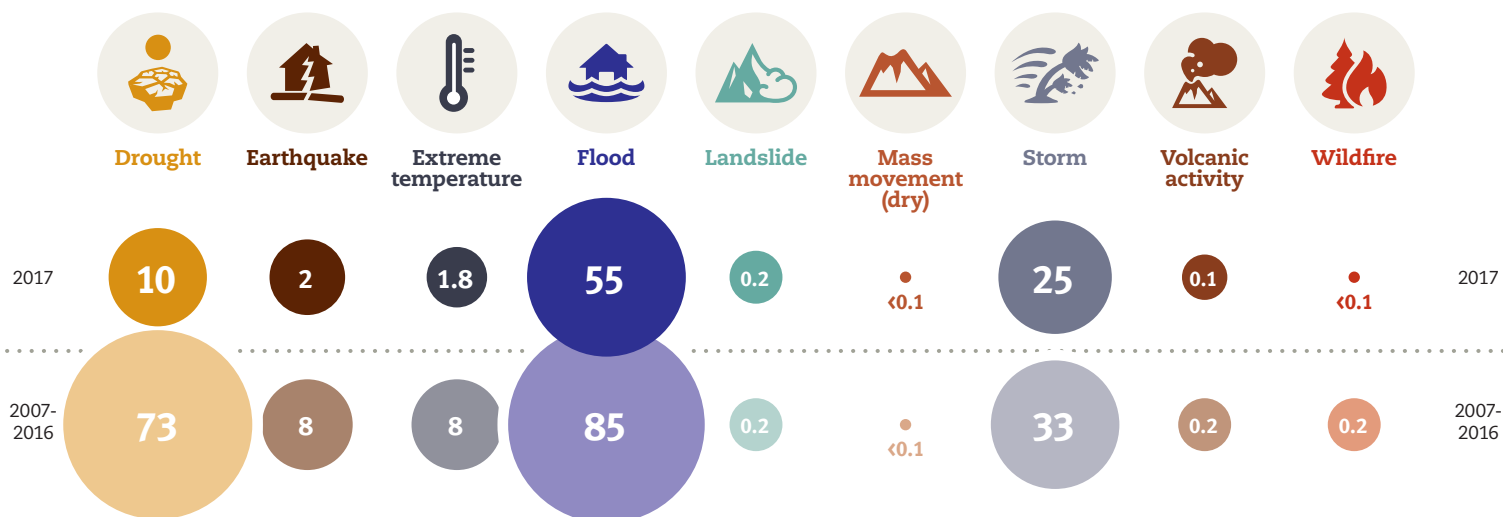 Drought
Earthquake
Extreme
temperature
Flood
Landslide
Mass
movement
(dry)
Storm
Volcanic
activity
Wildfire
2017
10
2
1.8
55
0.2
<0.1
25
0.1
<0.1
2017
2007-
2016
73
8
8
85
0.2
<0.1
33
0.2
0.2
2007-
2016